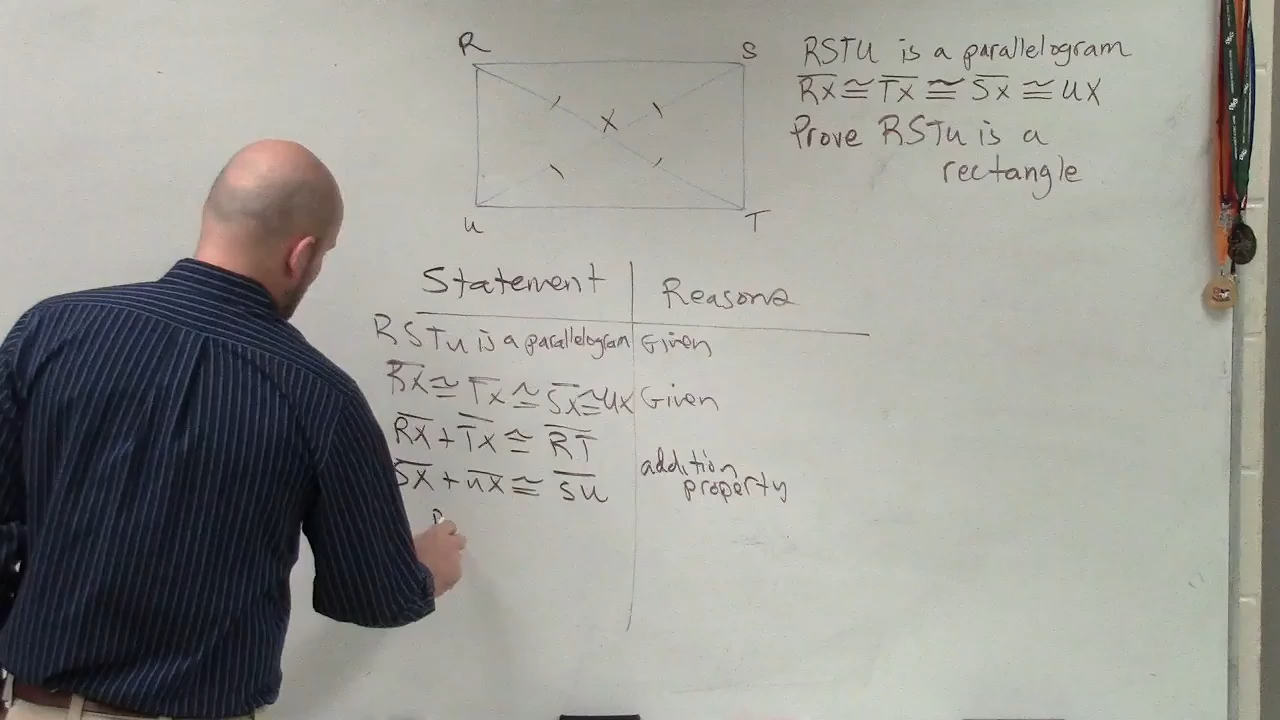 R S
RSTU is a parallelogram
RX ≅ TX ≅ SX ≅ UX
X
Prove RSTU is a
rectangle
U T
Statement Reasons
RSTU is a parallelogram Given
RX ≅ TX ≅ SX ≅ UX Given
RX + TX ≅ RT
addition
SX + UX ≅ SU
property